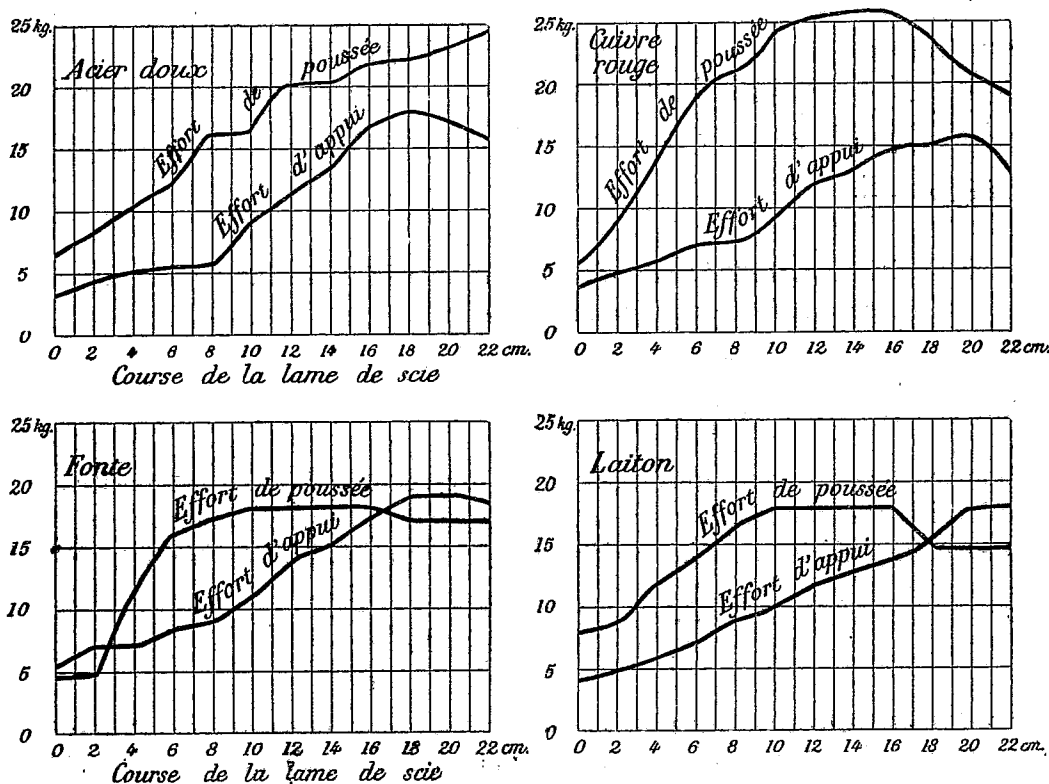 25 kg.
Acier doux
20
15
10
5
0
Effort de poussée
Effort d'appui
0 2 4 6 8 10 12 14 16 18 20 22 cm.
Course de la lame de scie
25 kg.
Cuivre
rouge
20
15
10
5
0
Effort de poussée
Effort d'appui
0 2 4 6 8 10 12 14 16 18 20 22 cm.
25 kg.
Fonte
20
15
10
5
0
Effort de poussée
Effort d'appui
0 2 4 6 8 10 12 14 16 18 20 22 cm.
Course de la lame de scie
25 kg.
Laiton
20
15
10
5
0
Effort de poussée
Effort d'appui
0 2 4 6 8 10 12 14 16 18 20 22 cm.